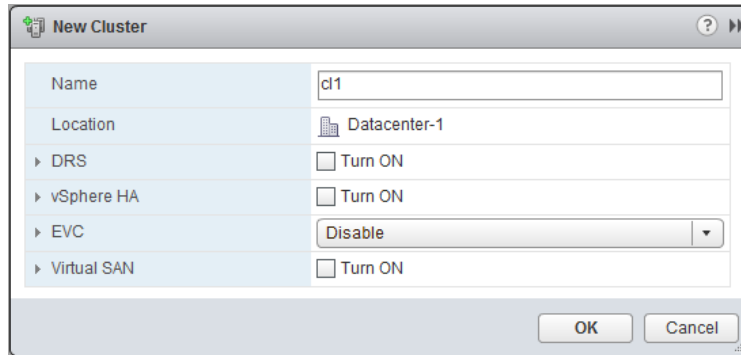 New Cluster ?
Name cl1
Location Datacenter-1
DRS Turn ON
vSphere HA Turn ON
EVC Disable
Virtual SAN Turn ON
OK Cancel